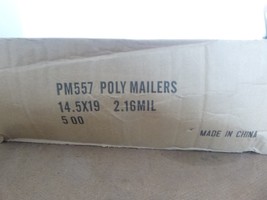 PM557 POLY MAILERS
14.5X19 2.16MIL
500
MADE IN CHINA